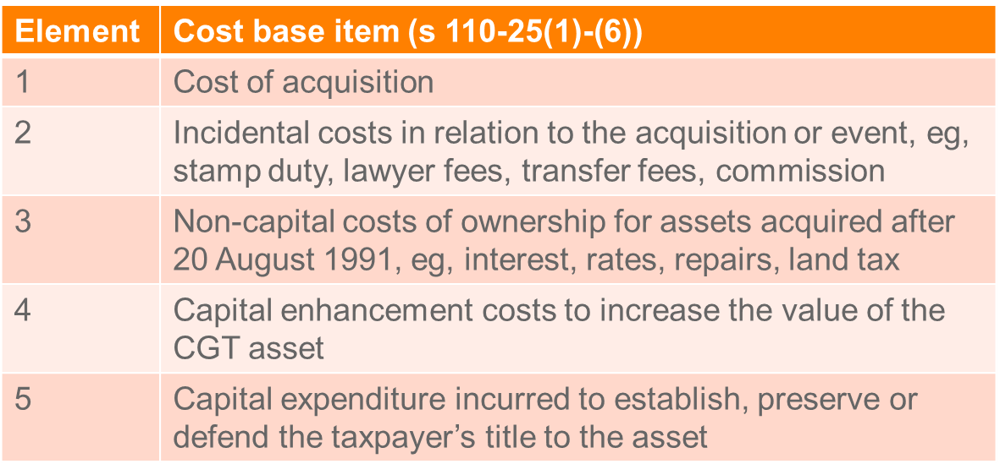 Element Cost base item (s 110-25(1)-(6))
1 Cost of acquisition
2 Incidental costs in relation to the acquisition or event, eg,
stamp duty, lawyer fees, transfer fees, commission
3 Non-capital costs of ownership for assets acquired after
20 August 1991, eg, interest, rates, repairs, land tax
4 Capital enhancement costs to increase the value of the
CGT asset
5 Capital expenditure incurred to establish, preserve or
defend the taxpayer’s title to the asset